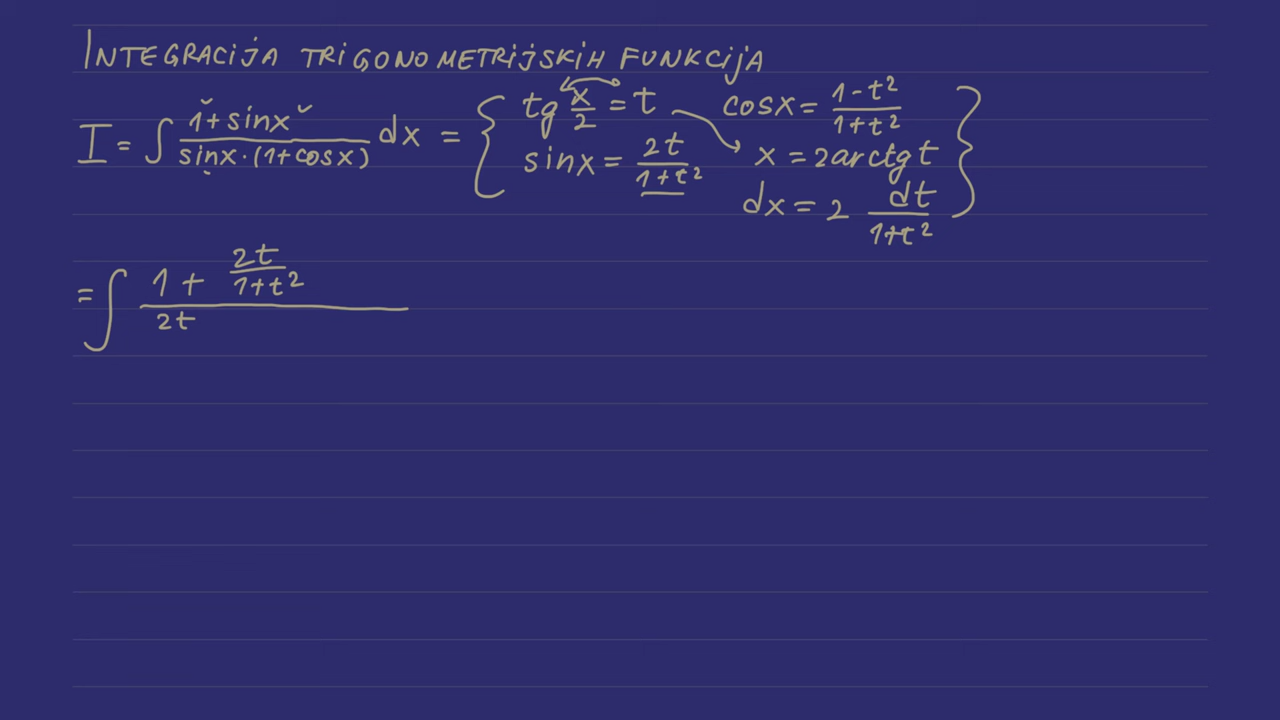 INTEGRACIJA TRIGONOMETRIJSKIH FUNKCIJA
I = ∫ (1+sinx)/(sinx·(1+cosx)) dx = { tg x/2 = t   cosx = (1-t²)/(1+t²)
sinx = 2t/(1+t²)   x = 2arctg t
dx = 2 dt/(1+t²) }
= ∫ (1 + 2t/(1+t²))/(2t